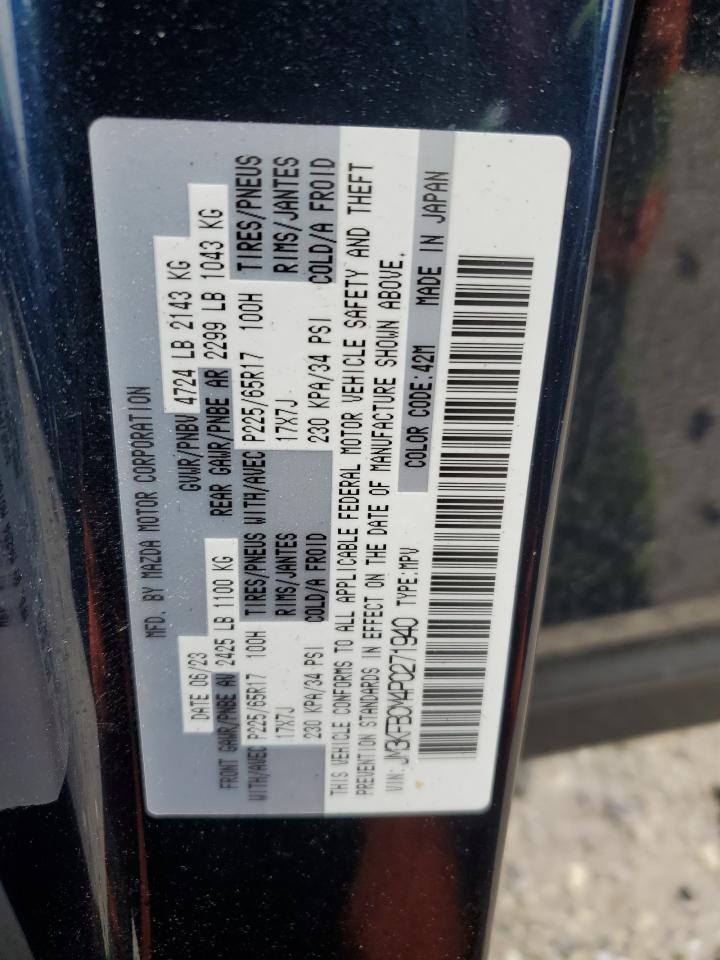 MFD. BY MAZDA MOTOR CORPORATION
DATE 06/23
GVWR/PNBV 4724 LB 2143 KG
FRONT GAWR/PNBE AV 2425 LB 1100 KG
REAR GAWR/PNBE AR 2299 LB 1043 KG
WITH/AVEC P225/65R17 100H TIRES/PNEUS WITH/AVEC P225/65R17 100H TIRES/PNEUS
17X7J RIMS/JANTES 17X7J RIMS/JANTES
230 KPA/34 PSI COLD/A FROID 230 KPA/34 PSI COLD/A FROID
THIS VEHICLE CONFORMS TO ALL APPLICABLE FEDERAL MOTOR VEHICLE SAFETY AND THEFT
PREVENTION STANDARDS IN EFFECT ON THE DATE OF MANUFACTURE SHOWN ABOVE.
VIN: JM3KFBCM4P0271940 TYPE:MPV
COLOR CODE:42M MADE IN JAPAN